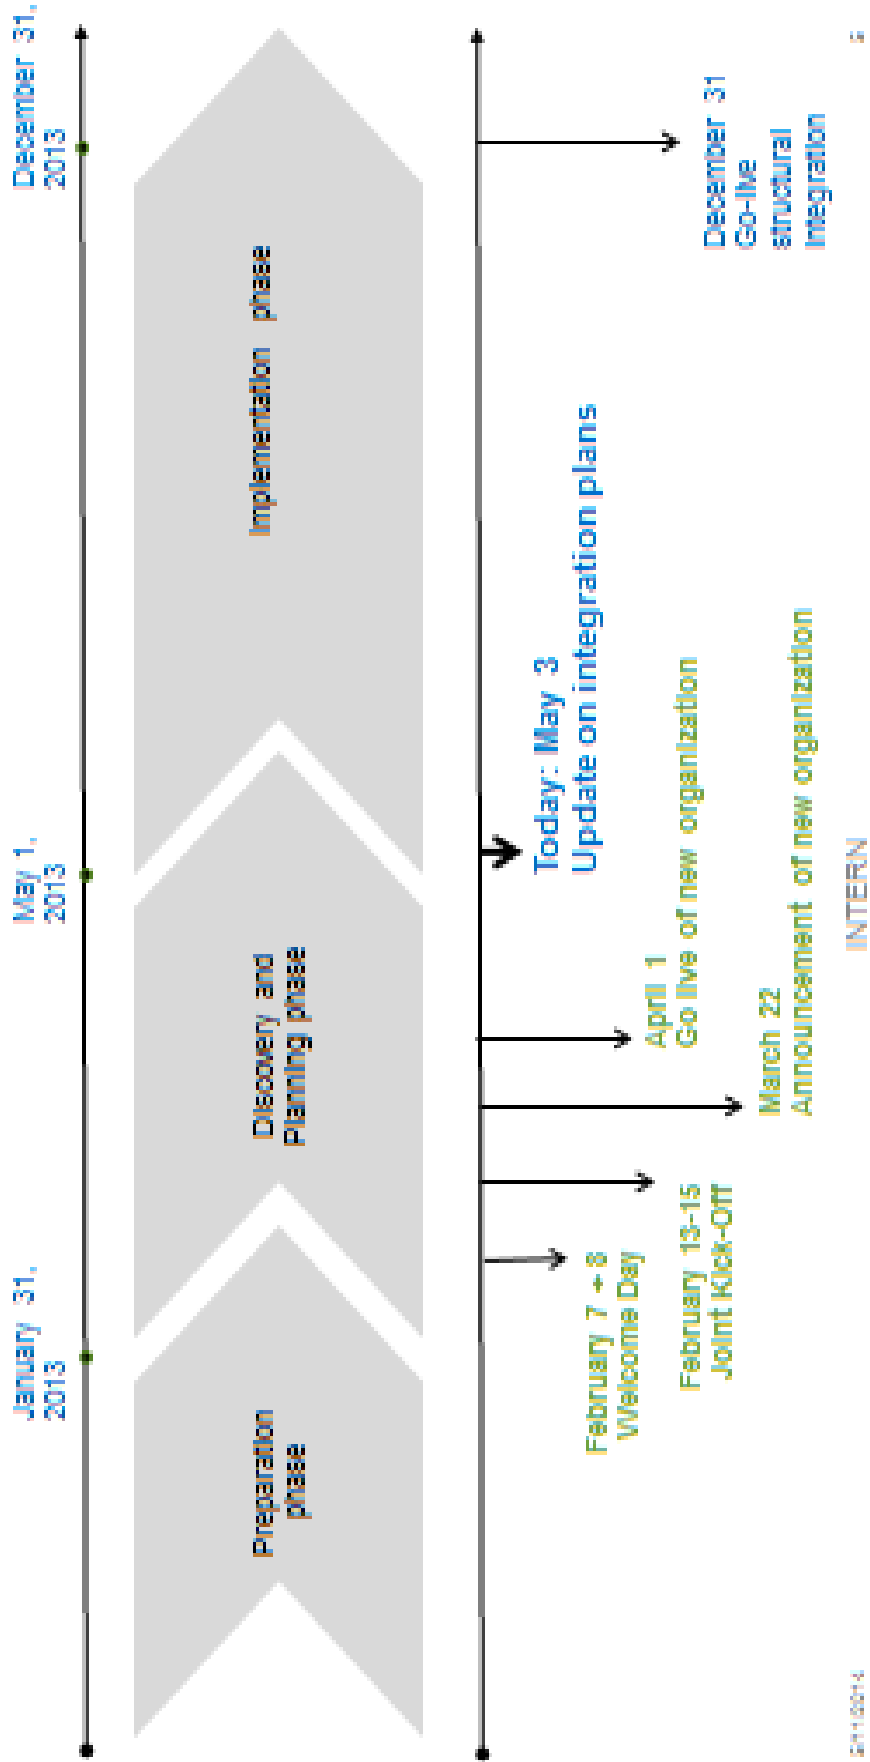 January 31,
2013
May 1,
2013
December 31,
2013
Preparation
phase
Discovery and
Planning phase
Implementation phase
February 7 + 8
Welcome Day
February 13-15
Joint Kick-Off
March 22
Announcement of new organization
April 1
Go live of new organization
Today: May 3
Update on integration plans
December 31
Go-live
structural
Integration
INTERN